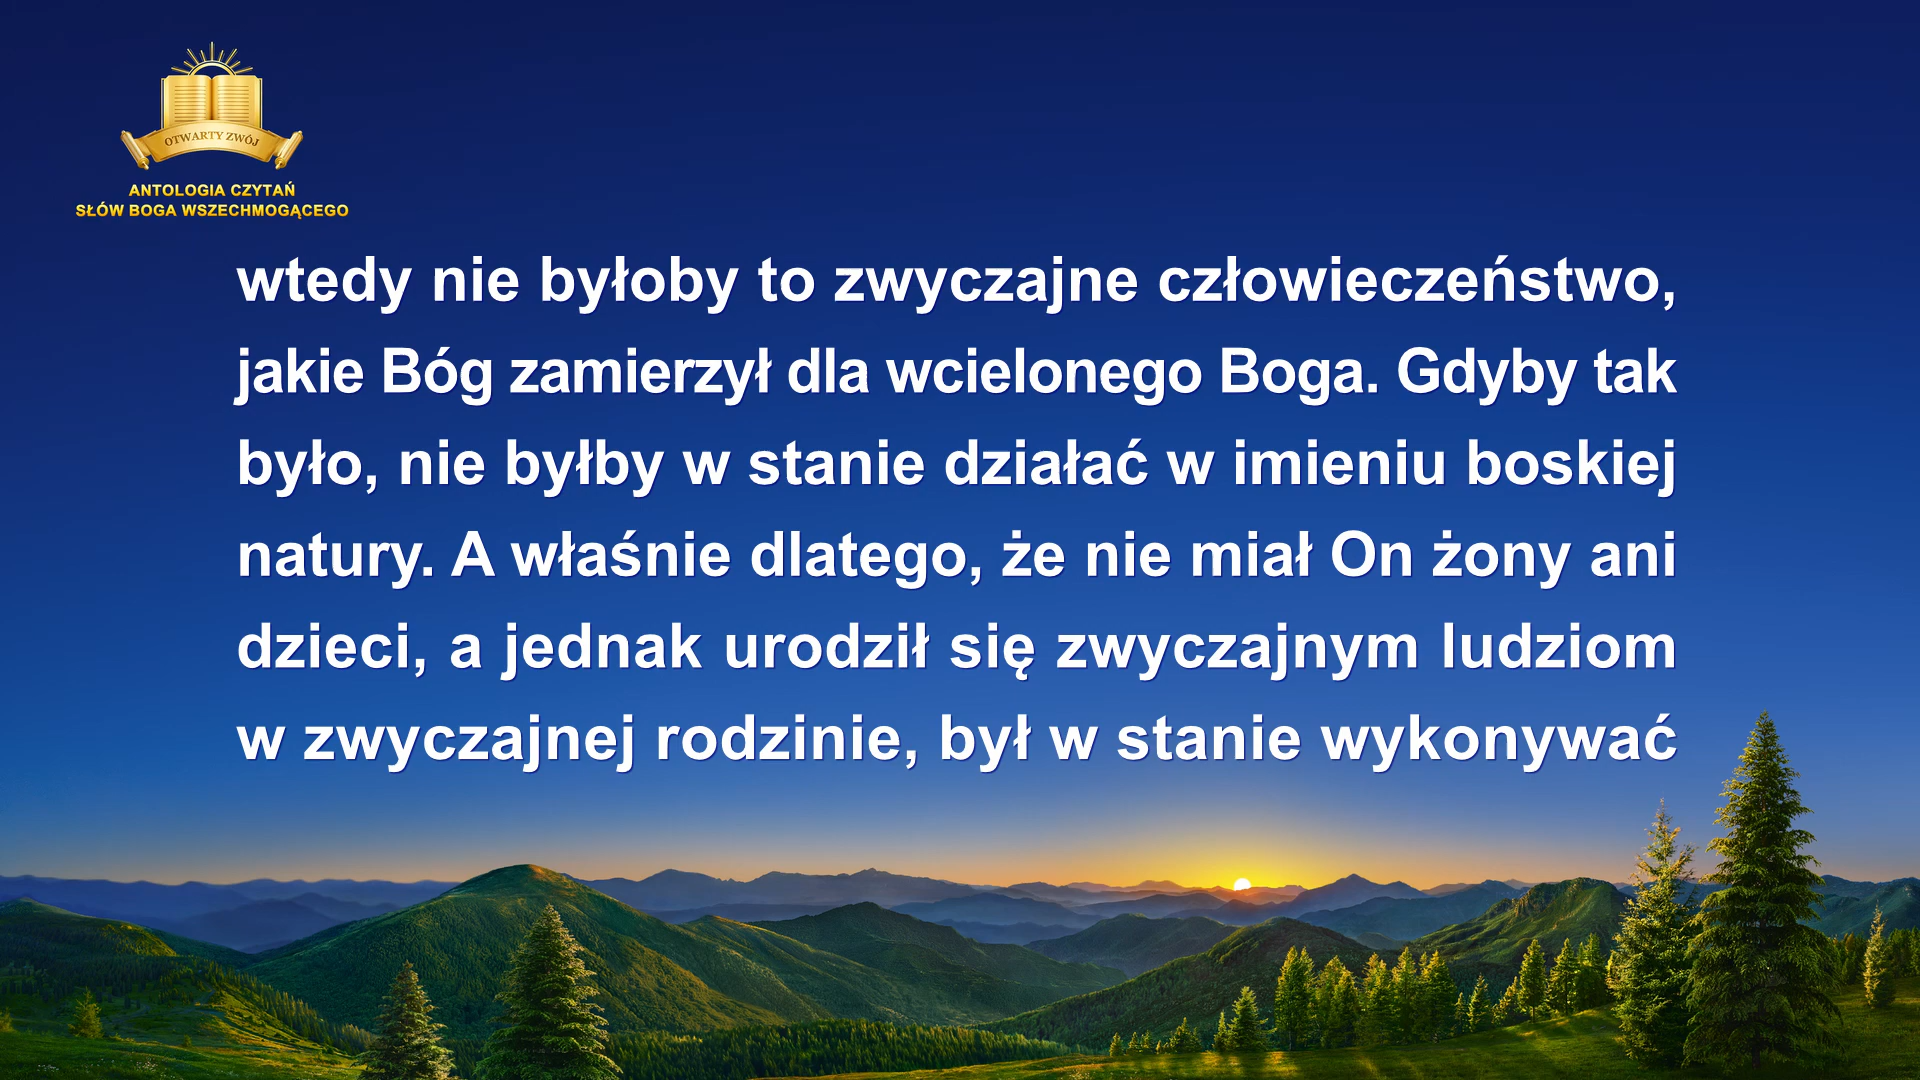 OTWARTY ZWÓJ
ANTOLOGIA CZYTAŃ
SŁÓW BOGA WSZECHMOGĄCEGO
wtedy nie byłoby to zwyczajne człowieczeństwo,
jakie Bóg zamierzył dla wcielonego Boga. Gdyby tak
było, nie byłby w stanie działać w imieniu boskiej
natury. A właśnie dlatego, że nie miał On żony ani
dzieci, a jednak urodził się zwyczajnym ludziom
w zwyczajnej rodzinie, był w stanie wykonywać